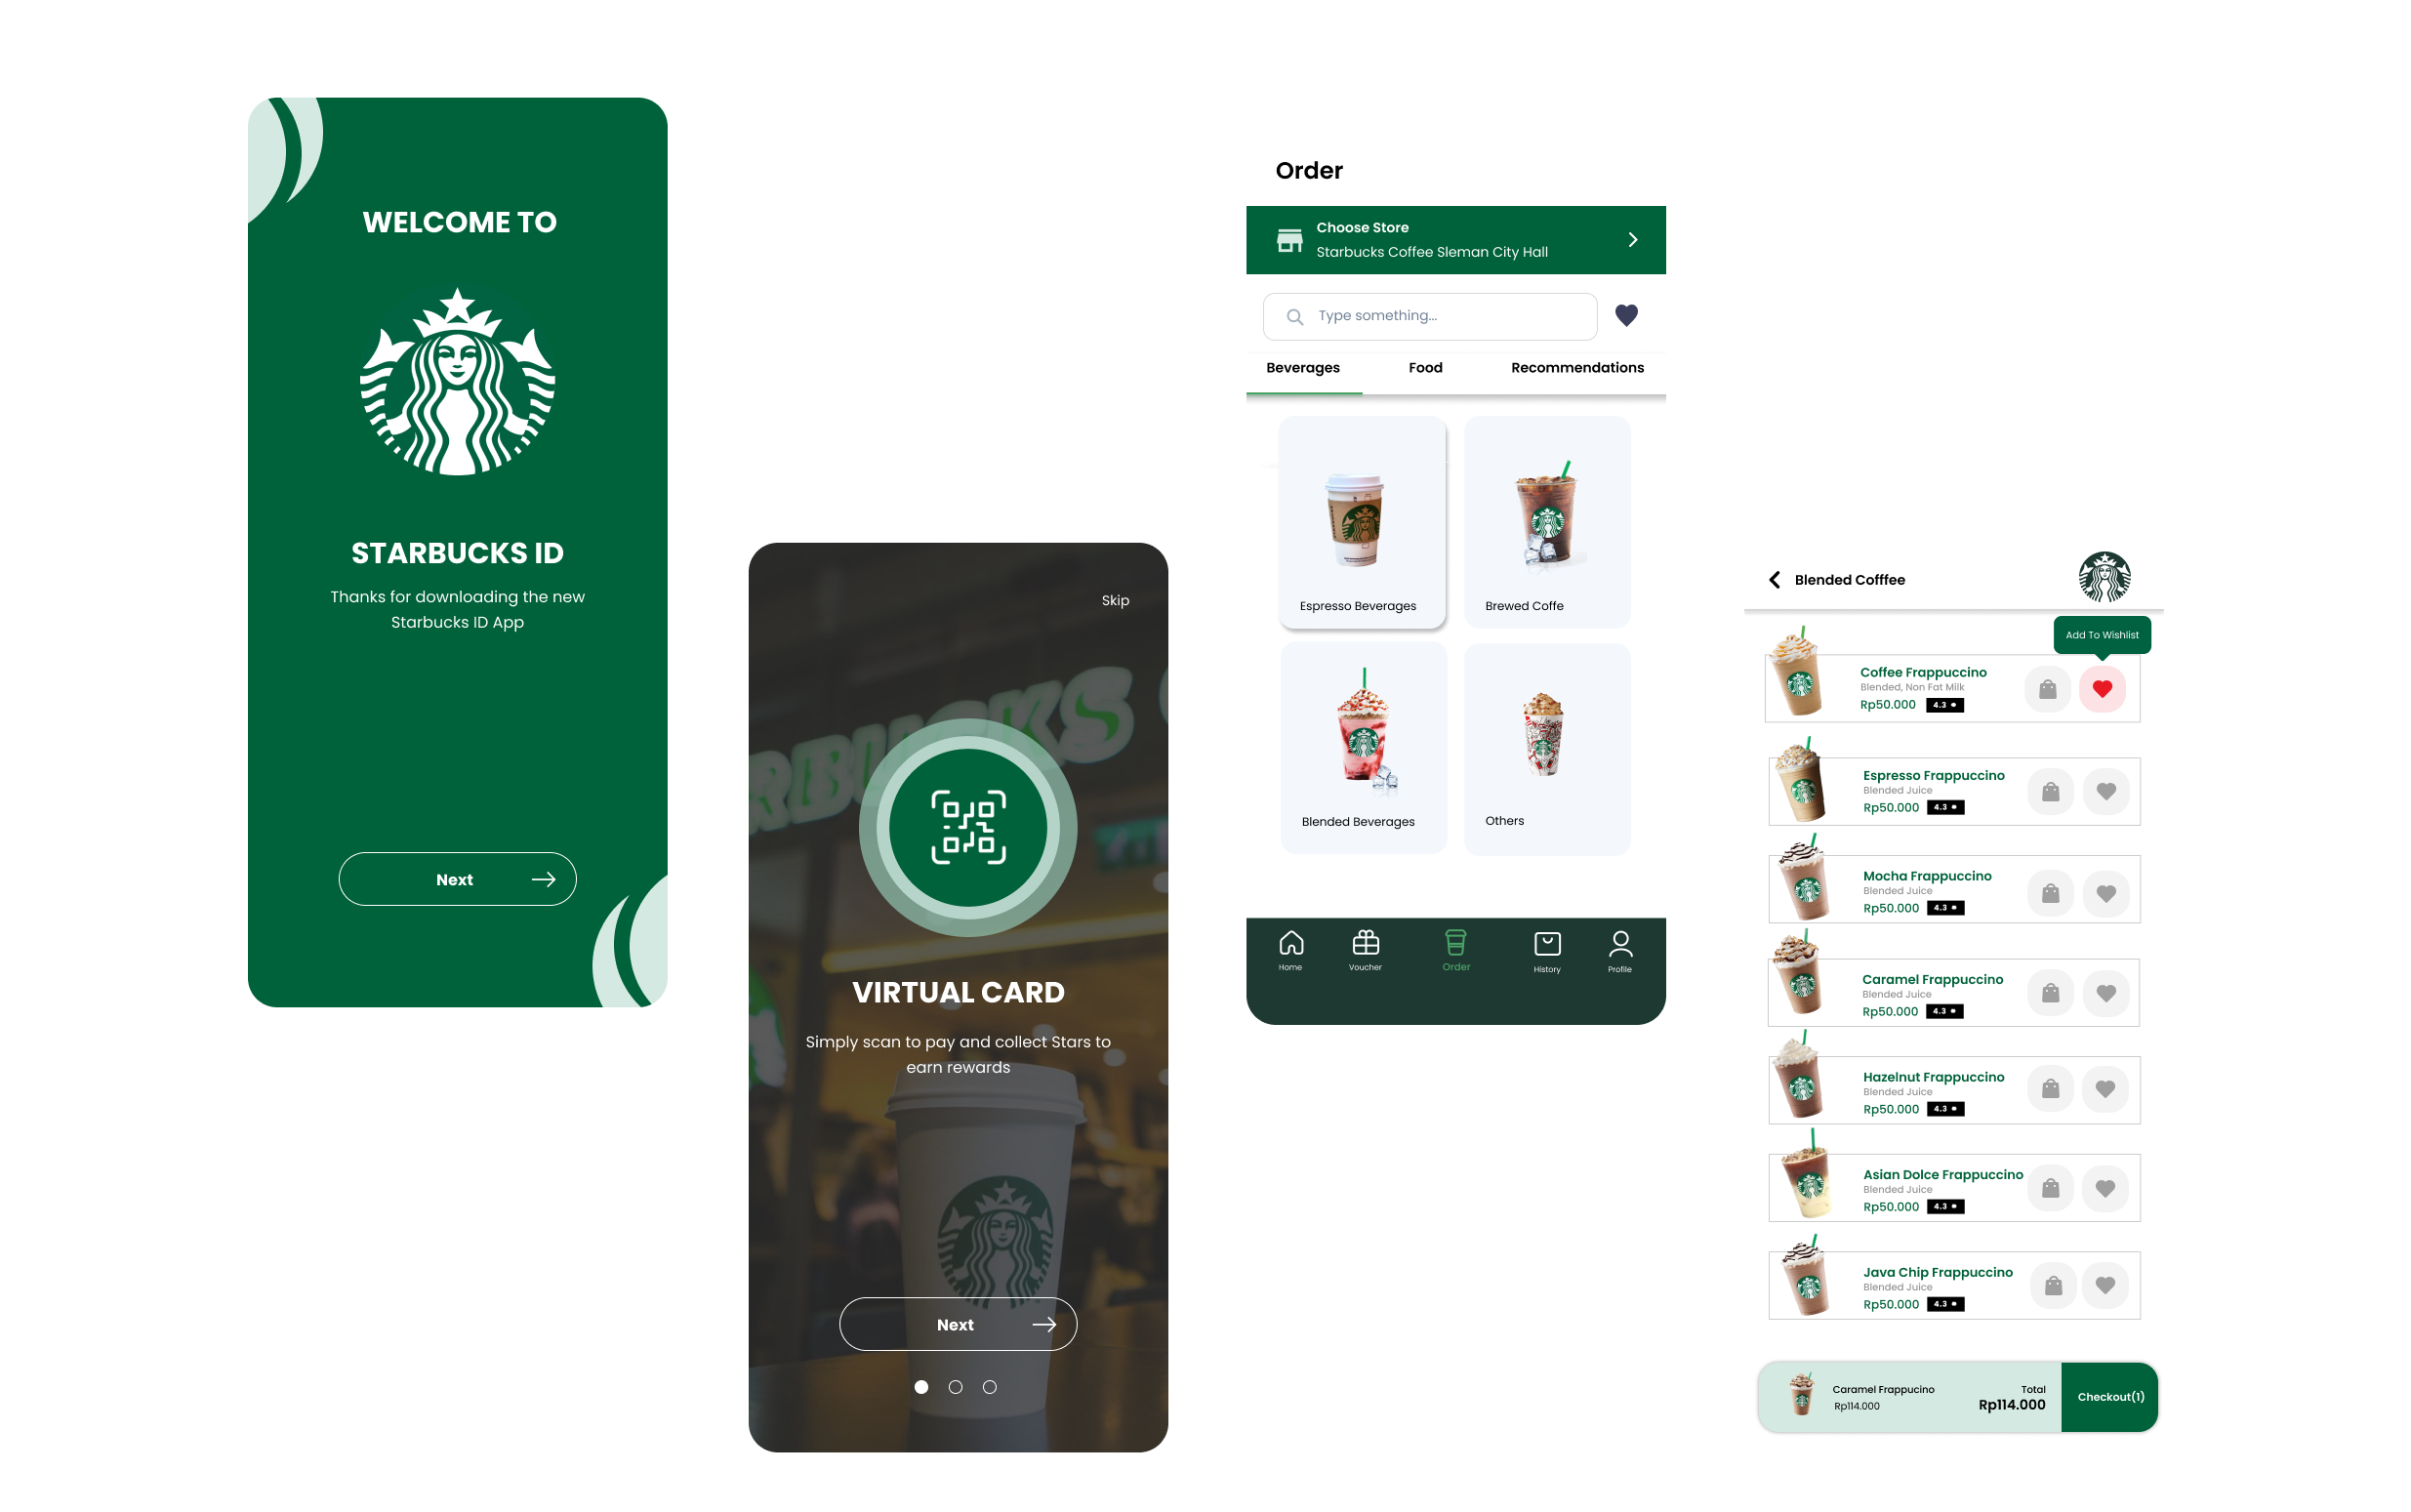 WELCOME TO
STARBUCKS ID
Thanks for downloading the new
Starbucks ID App
Next
Skip
RBUCKS
VIRTUAL CARD
Simply scan to pay and collect Stars to
earn rewards
Next
Order
Choose Store
Starbucks Coffee Sleman City Hall
Type something...
Beverages Food Recommendations
Espresso Beverages
Brewed Coffe
Blended Beverages
Others
Home Voucher Order History Profile
Blended Cofffee
Add To Wishlist
Coffee Frappuccino
Blended, Non Fat Milk
Rp50.000 4.3
Espresso Frappuccino
Blended Juice
Rp50.000 4.3
Mocha Frappuccino
Blended Juice
Rp50.000 4.3
Caramel Frappuccino
Blended Juice
Rp50.000 4.3
Hazelnut Frappuccino
Blended Juice
Rp50.000 4.3
Asian Dolce Frappuccino
Blended Juice
Rp50.000 4.3
Java Chip Frappuccino
Blended Juice
Rp50.000 4.3
Caramel Frappucino
Rp114.000
Total
Rp114.000
Checkout(1)